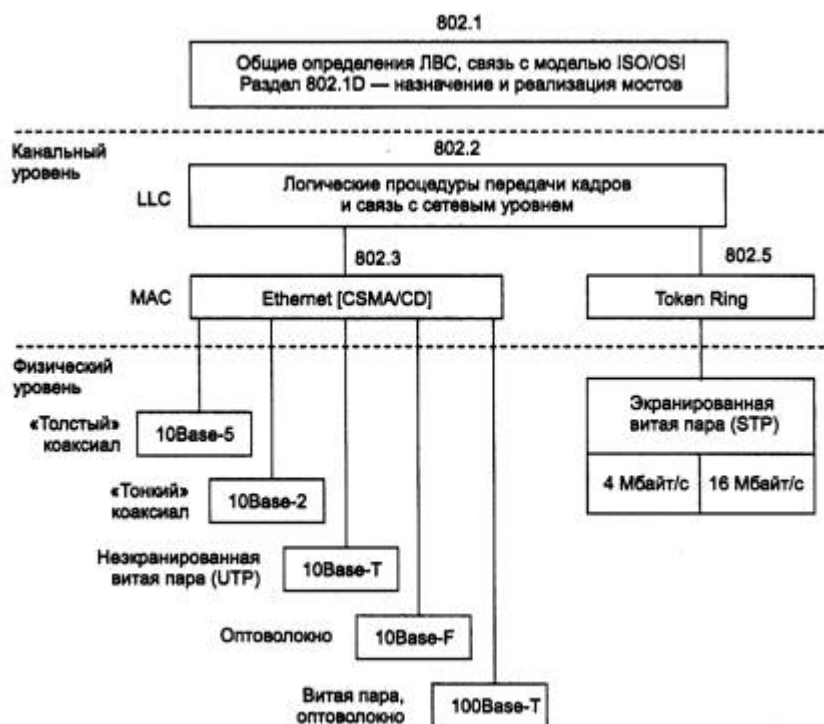 802.1
Общие определения ЛВС, связь с моделью ISO/OSI
Раздел 802.1D — назначение и реализация мостов
Канальный
уровень
802.2
LLC
Логические процедуры передачи кадров
и связь с сетевым уровнем
802.3
802.5
MAC
Ethernet [CSMA/CD]
Token Ring
Физический
уровень
«Толстый»
коаксиал
10Base-5
Экранированная
витая пара (STP)
4 Мбайт/с
16 Мбайт/с
«Тонкий»
коаксиал
10Base-2
Неэкранированная
витая пара (UTP)
10Base-T
Оптоволокно
10Base-F
Витая пара,
оптоволокно
100Base-T